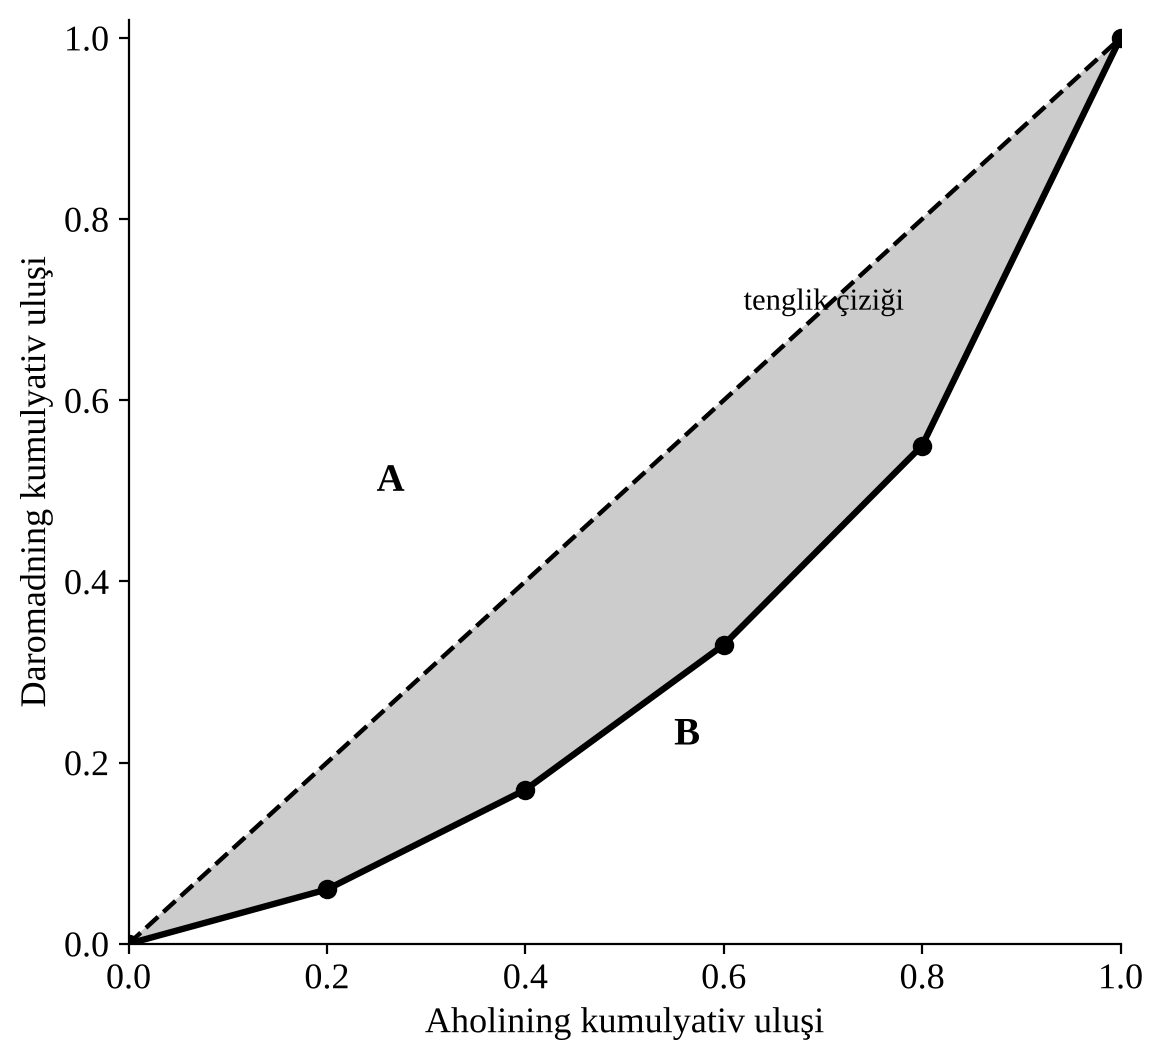 1.0
0.8
0.6
0.4
0.2
0.0
Daromadning kumulyativ uluşi
tenglik çiziği
A
B
0.0 0.2 0.4 0.6 0.8 1.0
Aholining kumulyativ uluşi